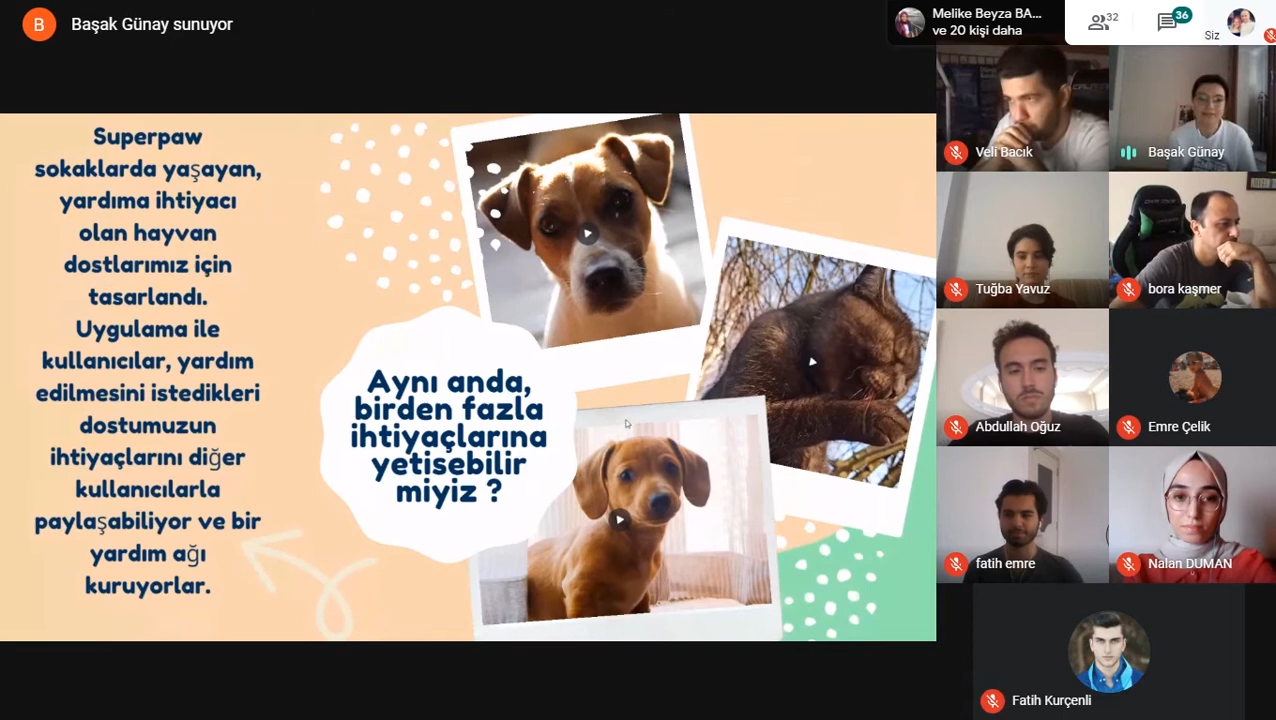 B
Başak Günay sunuyor
Melike Beyza BA...
ve 20 kişi daha
32
36
Siz
Superpaw
sokaklarda yaşayan,
yardıma ihtiyacı
olan hayvan
dostlarımız için
tasarlandı.
Uygulama ile
kullanıcılar, yardım
edilmesini istedikleri
dostumuzun
ihtiyaçlarını diğer
kullanıcılarla
paylaşabiliyor ve bir
yardım ağı
kuruyorlar.
Aynı anda,
birden fazla
ihtiyaçlarına
yetisebilir
miyiz ?
Veli Bacık
Başak Günay
Tuğba Yavuz
bora kaşmer
Abdullah Oğuz
Emre Çelik
fatih emre
Nalan DUMAN
Fatih Kurçenli